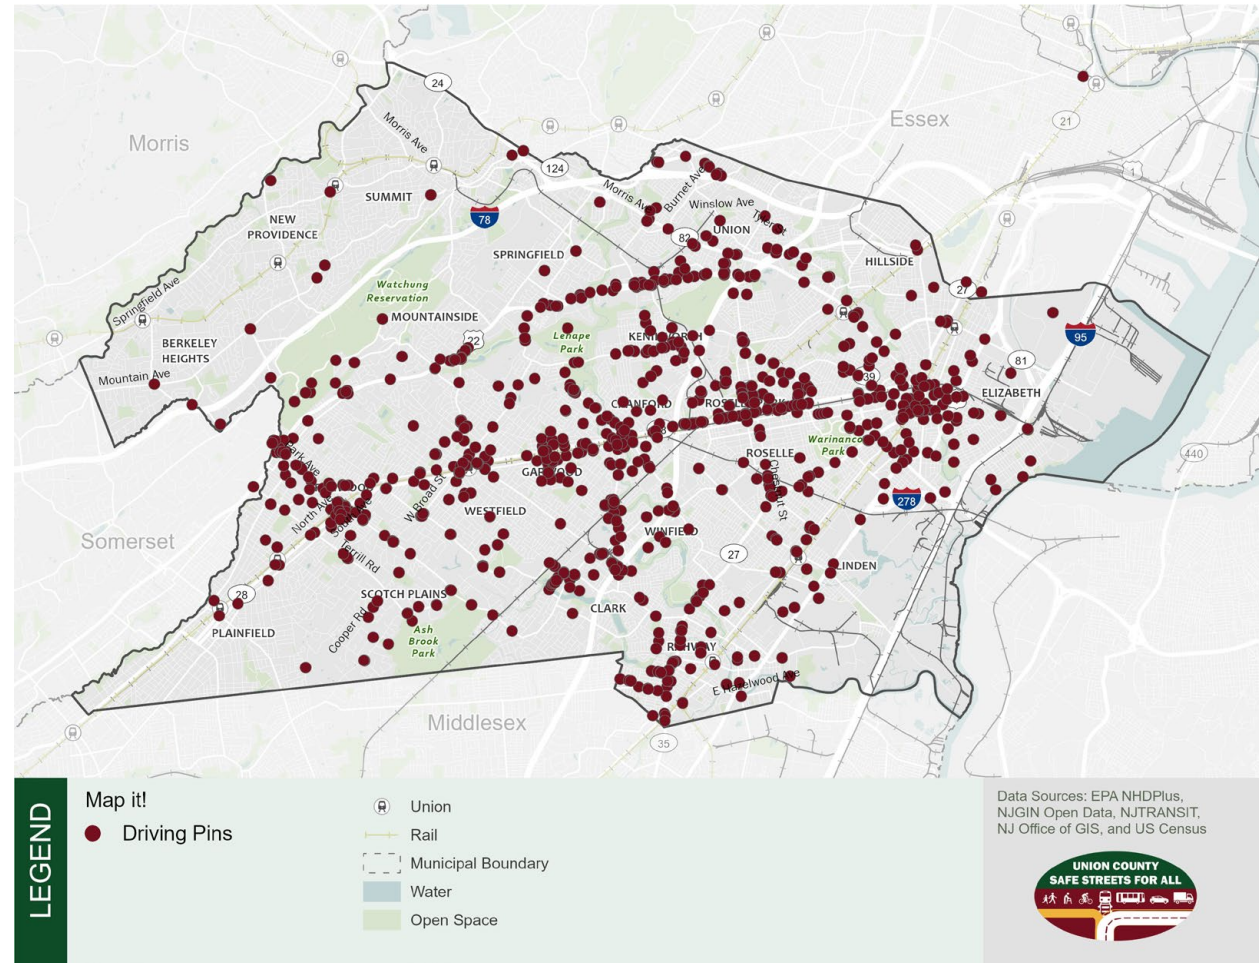 24
Essex
Morris Ave
21
Morris
1
124
Morris Ave
Burnet Ave
SUMMIT
78
Winslow Ave
NEW
PROVIDENCE
82
UNION
Tyler St
SPRINGFIELD
HILLSIDE
Watchung
Reservation
Springfield Ave
27
MOUNTAINSIDE
22
Lenape
Park
95
BERKELEY
HEIGHTS
81
Mountain Ave
ELIZABETH
Warinanco
Park
ROSELLE
440
Park Ave
North Ave
W Broad St
Chestnut St
278
WESTFIELD
WINFIELD
Somerset
Terrill Rd
27
LINDEN
28
SCOTCH PLAINS
CLARK
PLAINFIELD
Cooper Rd
Ash
Brook
Park
E Hazelwood Ave
Middlesex
35
LEGEND
Map it!
Driving Pins
Union
Rail
Municipal Boundary
Water
Open Space
Data Sources: EPA NHDPlus,
NJGIN Open Data, NJTRANSIT,
NJ Office of GIS, and US Census
UNION COUNTY
SAFE STREETS FOR ALL